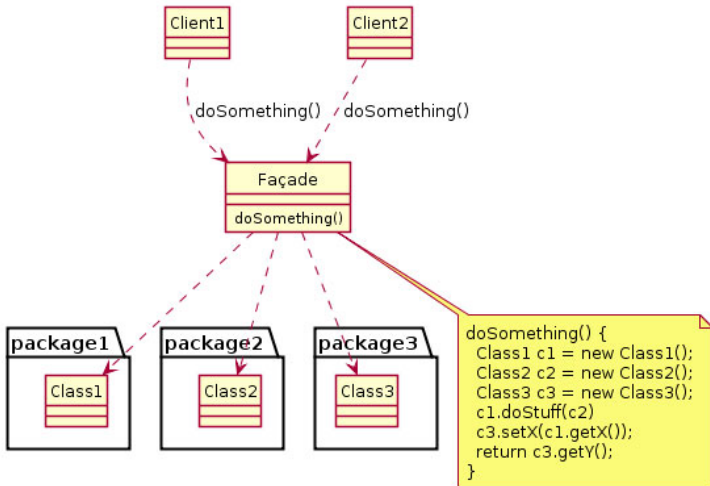 Client1
Client2
doSomething()
doSomething()
Façade
doSomething()
package1
package2
package3
Class1
Class2
Class3
doSomething() {
Class1 c1 = new Class1();
Class2 c2 = new Class2();
Class3 c3 = new Class3();
c1.doStuff(c2)
c3.setX(c1.getX());
return c3.getY();
}